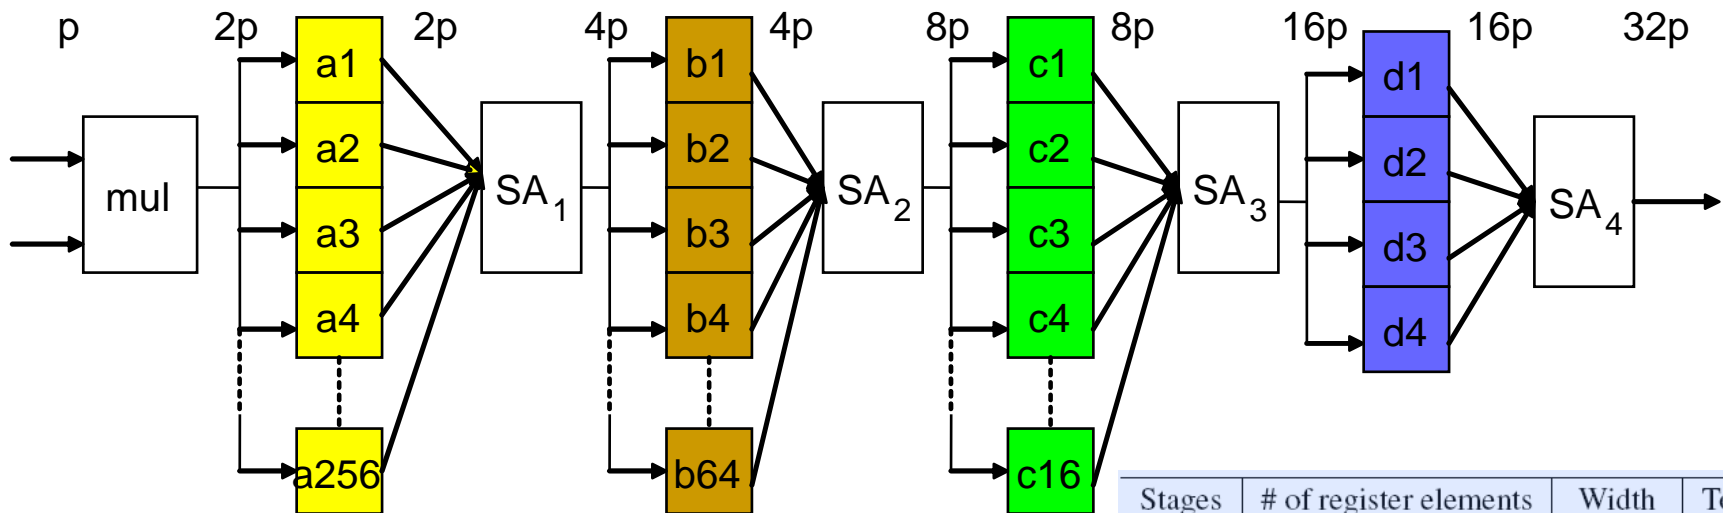 p 2p 2p 4p 4p 8p 8p 16p 16p 32p
mul
a1
a2
a3
a4
a256
SA1
b1
b2
b3
b4
b64
SA2
c1
c2
c3
c4
c16
SA3
d1
d2
d3
d4
SA4
Stages # of register elements Width